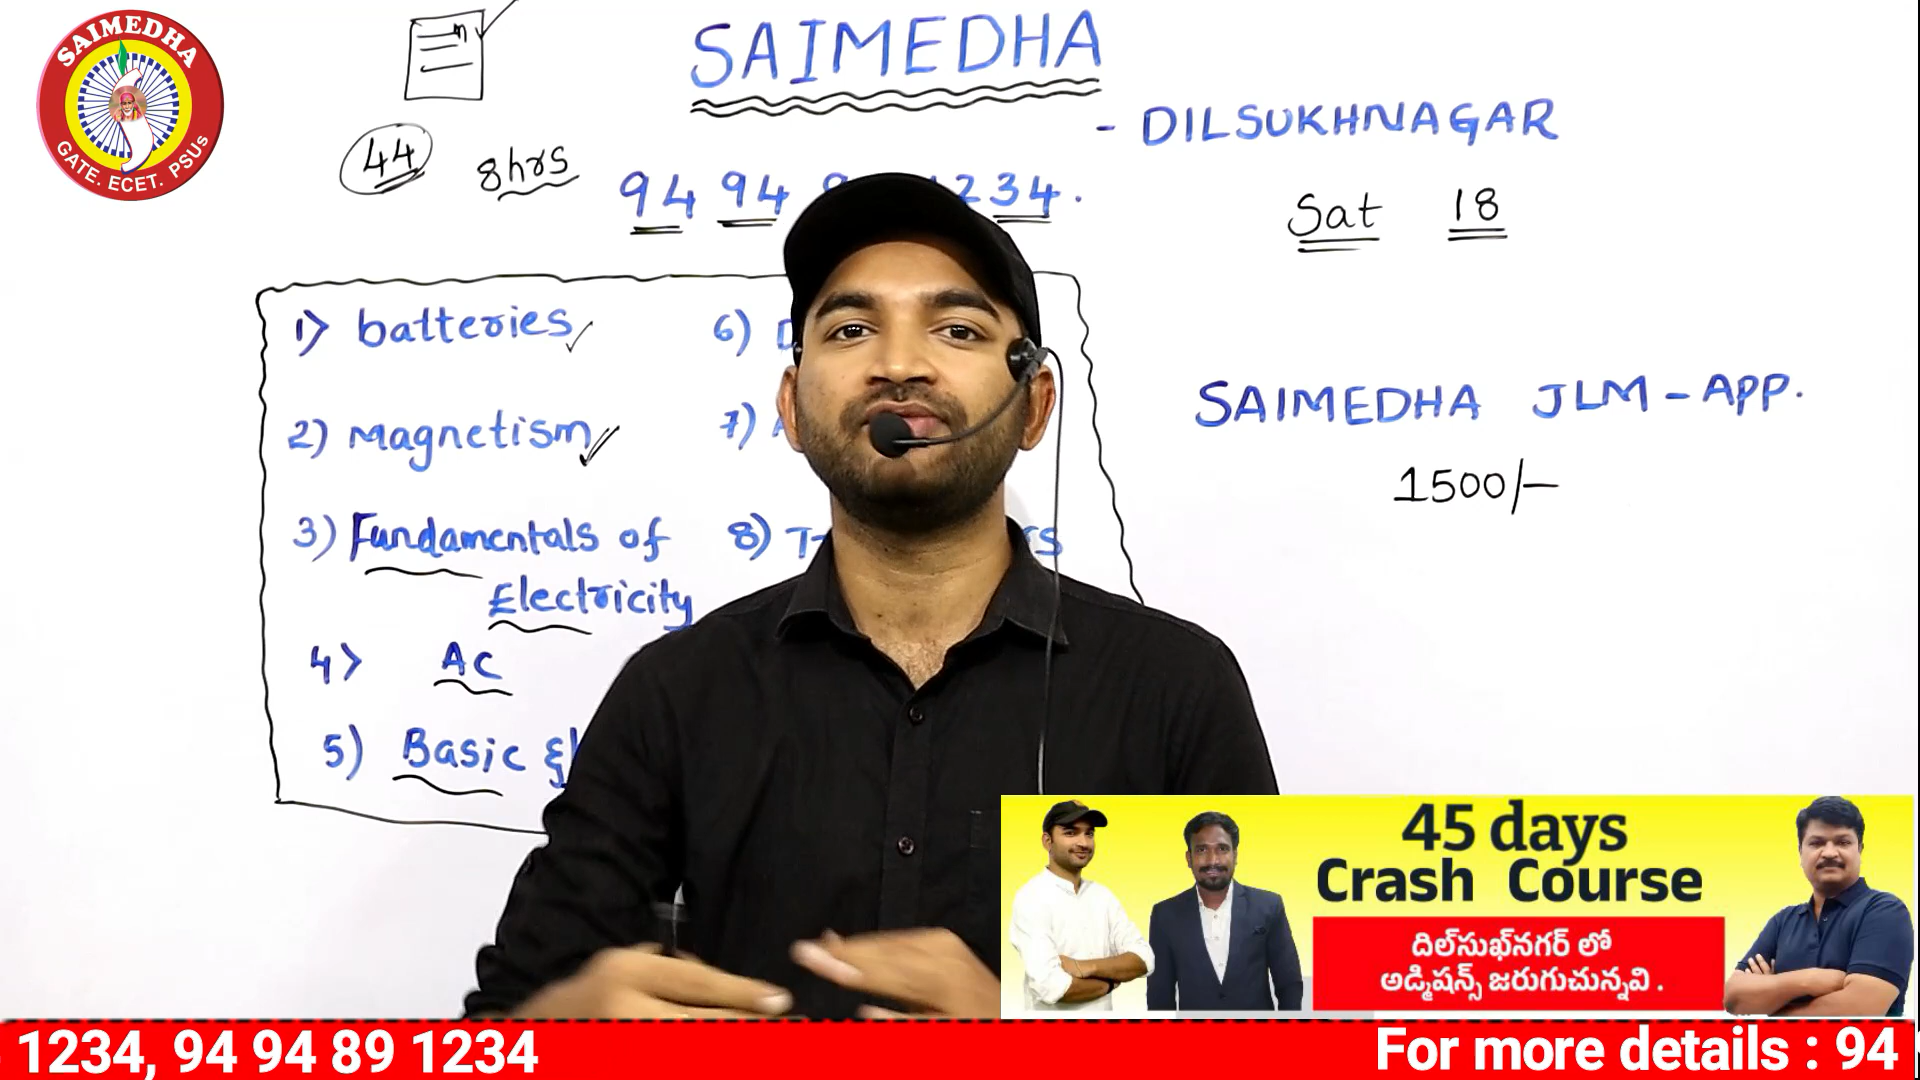 SAIMEDHA
GATE. ECET. PSUs
SAIMEDHA
- DILSUKHNAGAR
44
8hrs
94 94 234.
Sat 18
1) batteries
2) Magnetism
3) Fundamentals of
Electricity
4) AC
5) Basic
6)
7)
8)
SAIMEDHA JLM - APP.
1500/-
45 days
Crash Course
దిల్‌సుఖ్‌నగర్ లో
అడ్మిషన్స్ జరుగుచున్నవి .
1234, 94 94 89 1234
For more details : 94